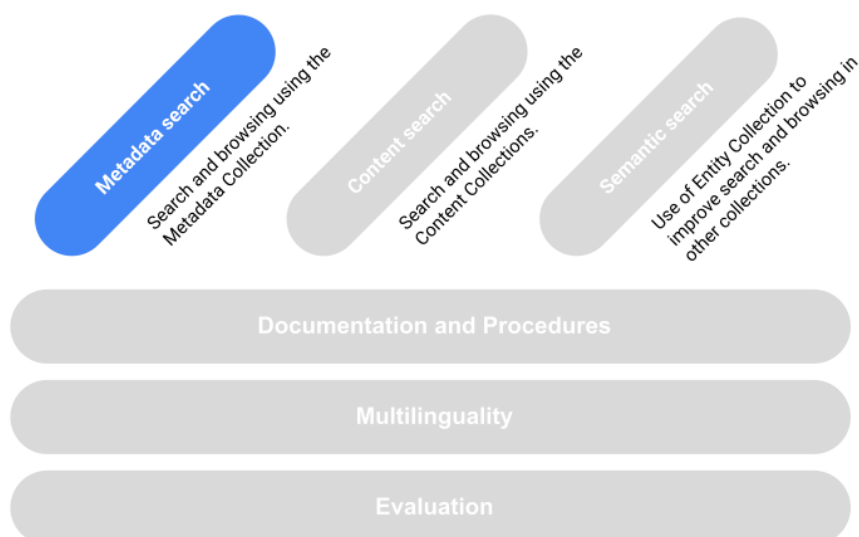 Metadata search
Search and browsing using the
Metadata Collection.
Content search
Search and browsing using the
Content Collections.
Semantic search
Use of Entity Collection to
improve search and browsing in
other collections.
Documentation and Procedures
Multilinguality
Evaluation